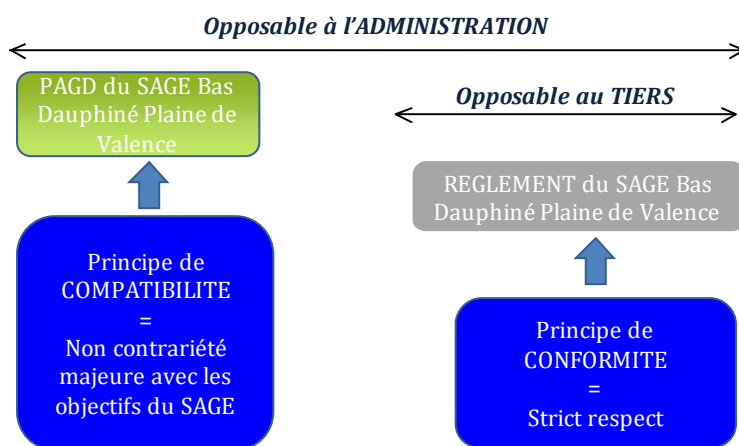 Opposable à l'ADMINISTRATION
PAGD du SAGE Bas
Dauphiné Plaine de
Valence
Opposable au TIERS
REGLEMENT du SAGE Bas
Dauphiné Plaine de Valence
Principe de
COMPATIBILITE
=
Non contrariété
majeure avec les
objectifs du SAGE
Principe de
CONFORMITE
=
Strict respect